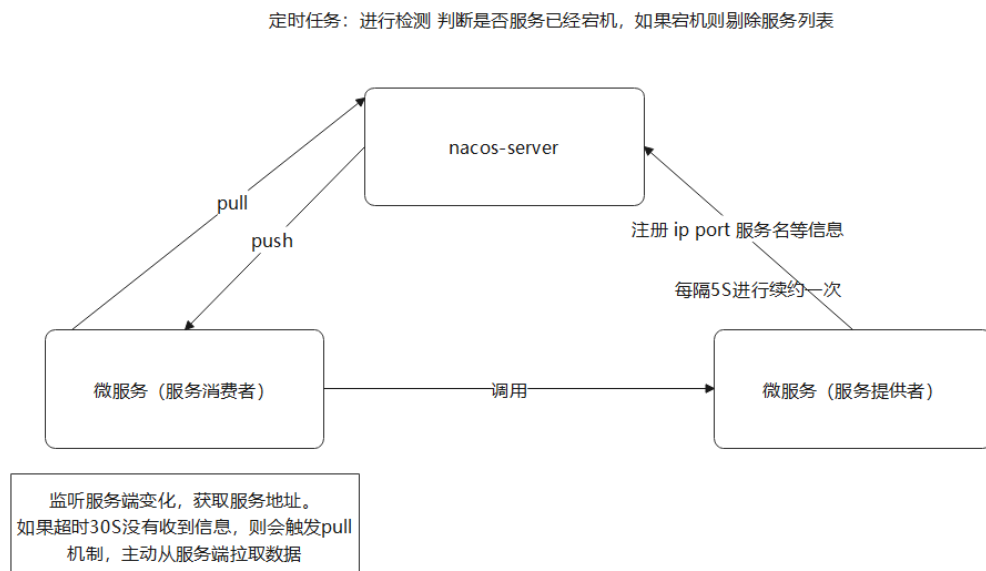 定时任务：进行检测 判断是否服务已经宕机，如果宕机则剔除服务列表
nacos-server
pull
push
注册 ip port 服务名等信息
每隔5S进行续约一次
微服务（服务消费者）
调用
微服务（服务提供者）
监听服务端变化，获取服务地址。
如果超时30S没有收到信息，则会触发pull
机制，主动从服务端拉取数据